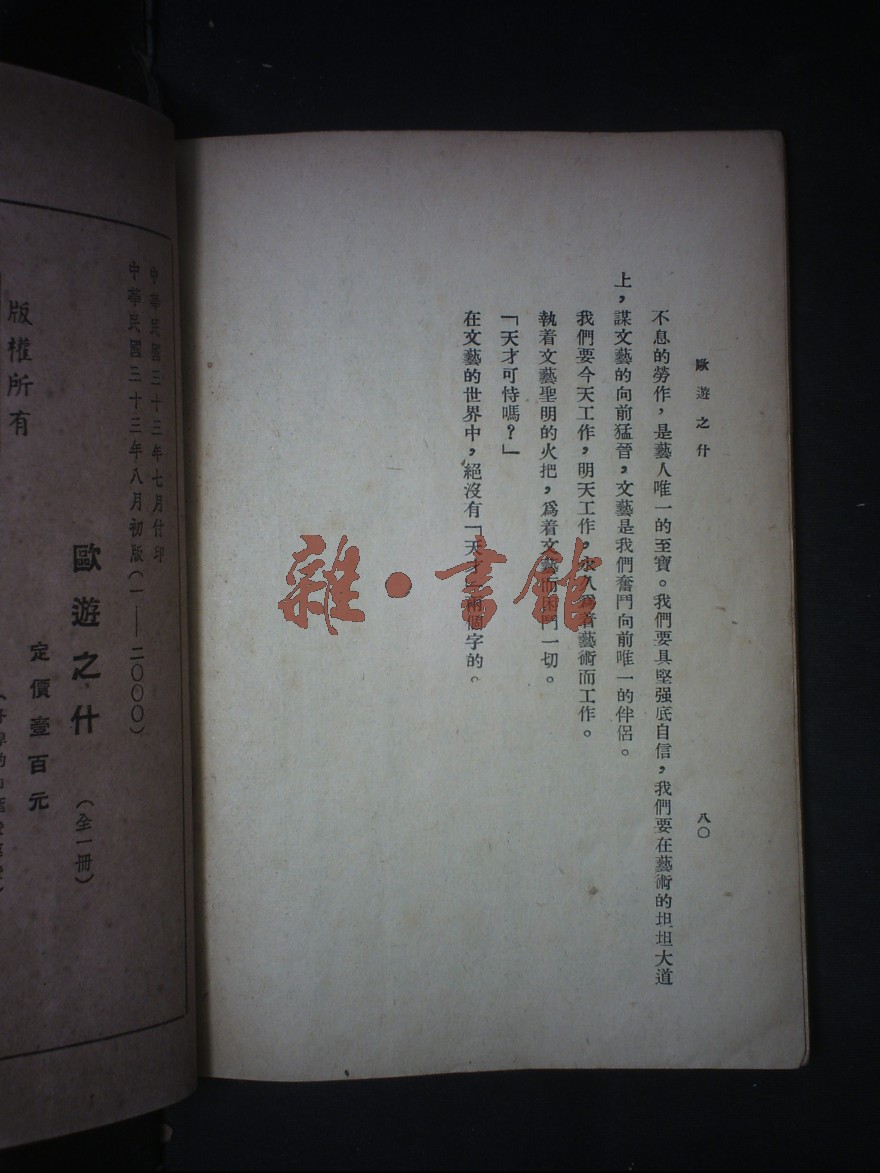 歐遊之什
八〇
不息的勞作，是藝人唯一的至寶。我們要具堅强底自信，我們要在藝術的坦坦大道
上，謀文藝的向前猛晉，文藝是我們奮鬥向前唯一的伴侶。
我們要今天工作，明天工作，永久爲着藝術而工作。
執着文藝聖明的火把，爲着文藝而困鬥一切。
「天才可恃嗎？」
在文藝的世界中，絕沒有「天才」兩個字的。
雜·書館
中華民國三十三年七月付印
中華民國三十三年八月初版（一——二〇〇〇）
歐遊之什
（全一冊）
定價壹百元
版權所有